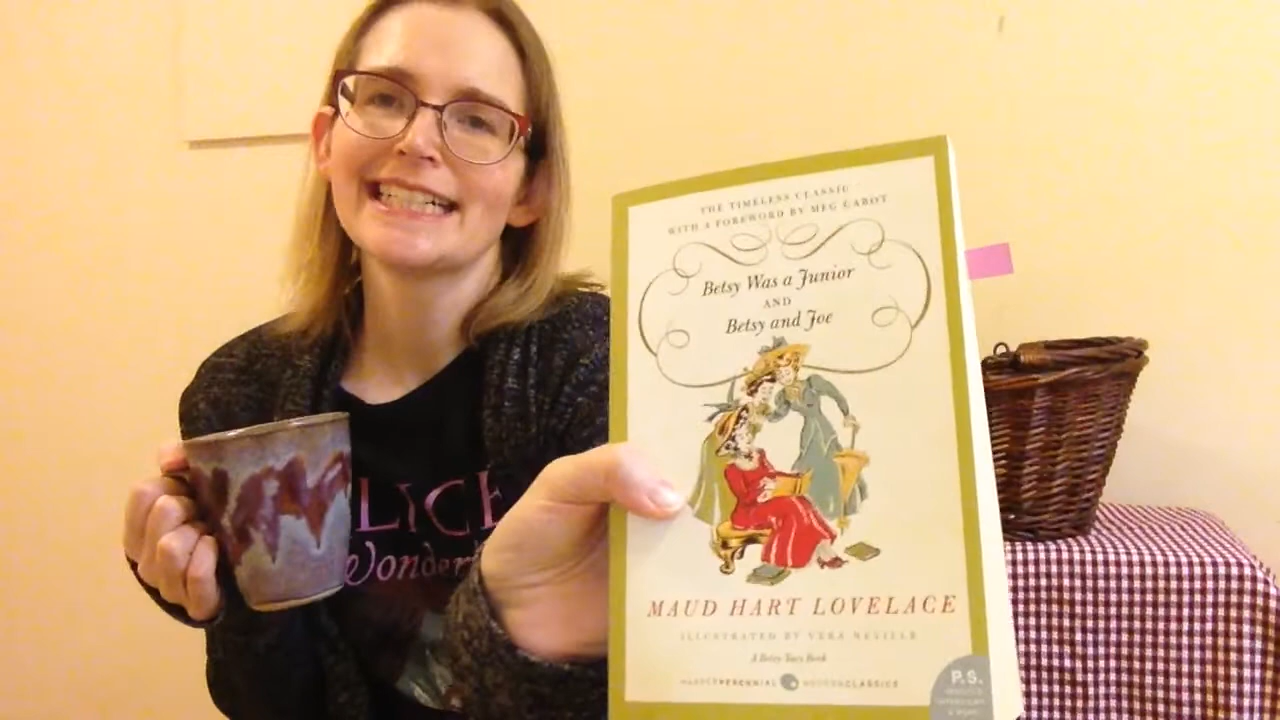 THE TIMELESS CLASSIC
WITH A FOREWORD BY MEG CABOT
Betsy Was a Junior
AND
Betsy and Joe
MAUD HART LOVELACE
ILLUSTRATED BY VERA NEVILLE
A Betsy-Tacy Book
HARPERPERENNIAL MODERNCLASSICS
P.S.
LICE
Wonder